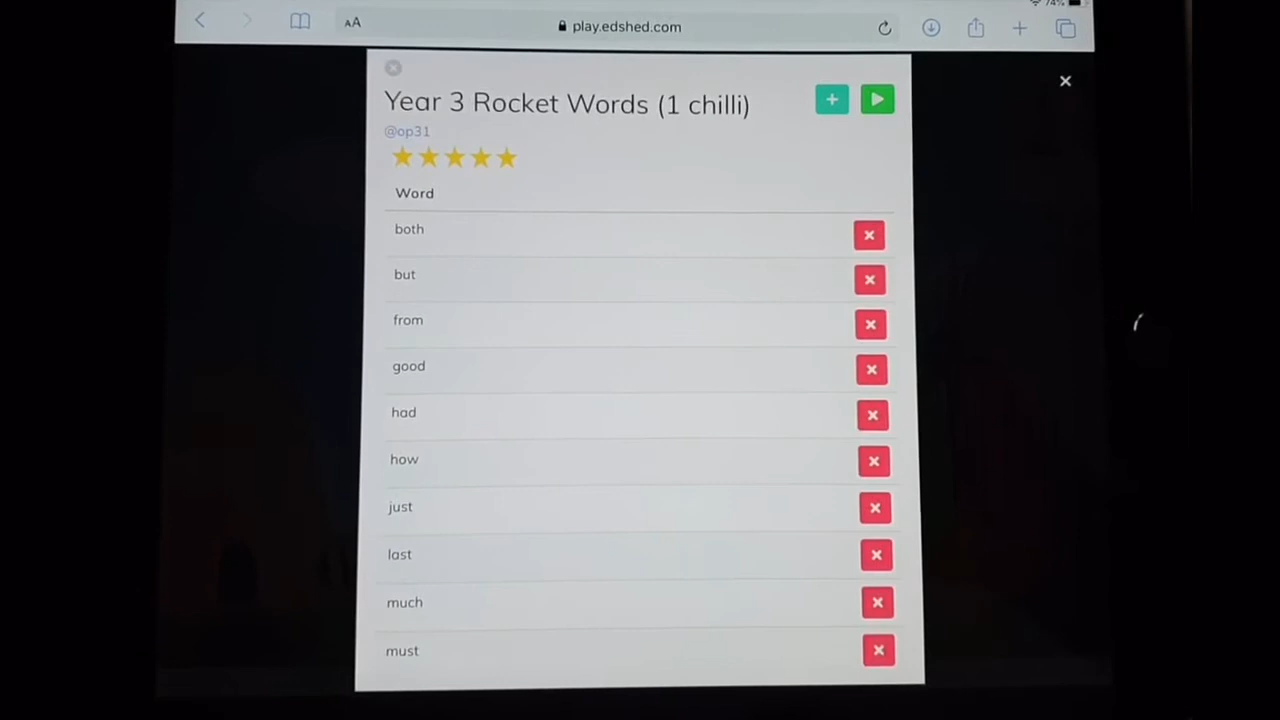 74%
AA play.edshed.com
Year 3 Rocket Words (1 chilli)
@op31
Word
both
but
from
good
had
how
just
last
much
must